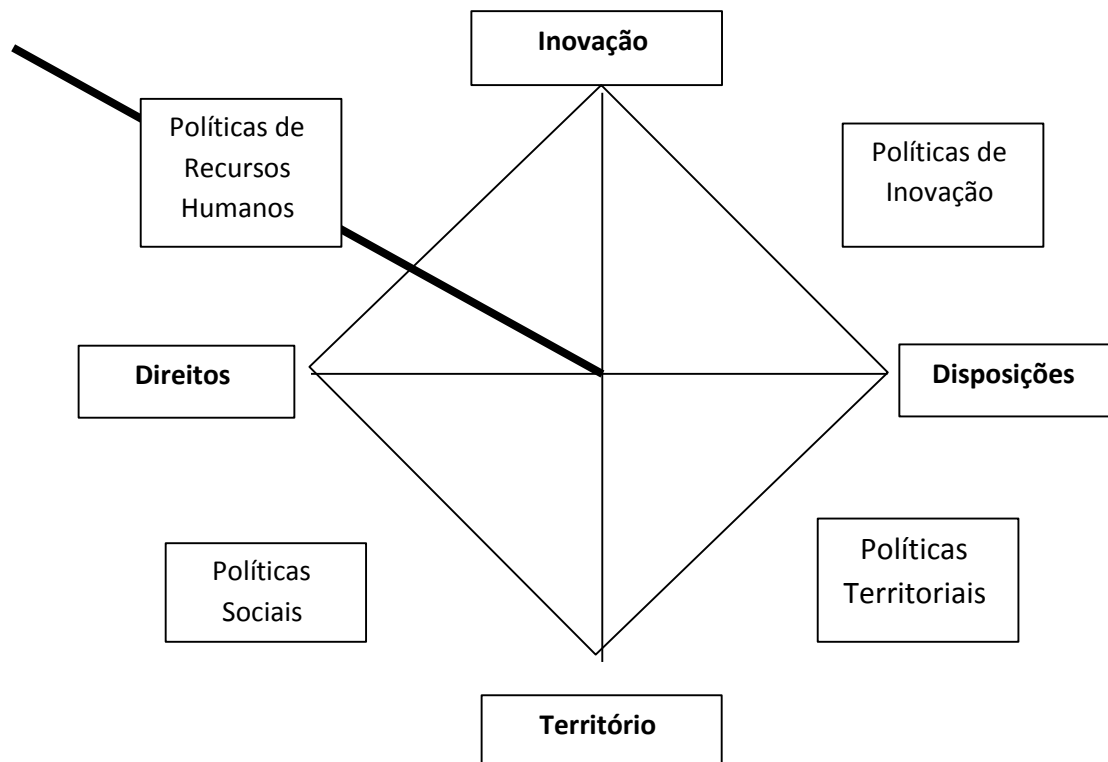 Inovação
Políticas de
Recursos
Humanos
Políticas de
Inovação
Direitos
Disposições
Políticas
Sociais
Políticas
Territoriais
Território